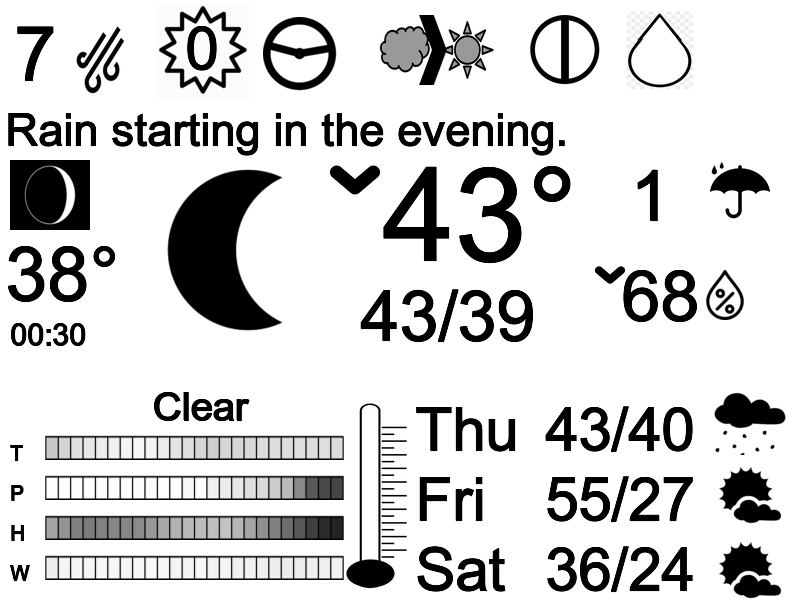 7 0
Rain starting in the evening.
43° 1
38°
43/39 68 %
00:30
Clear
T
P
H
W
Thu 43/40
Fri 55/27
Sat 36/24